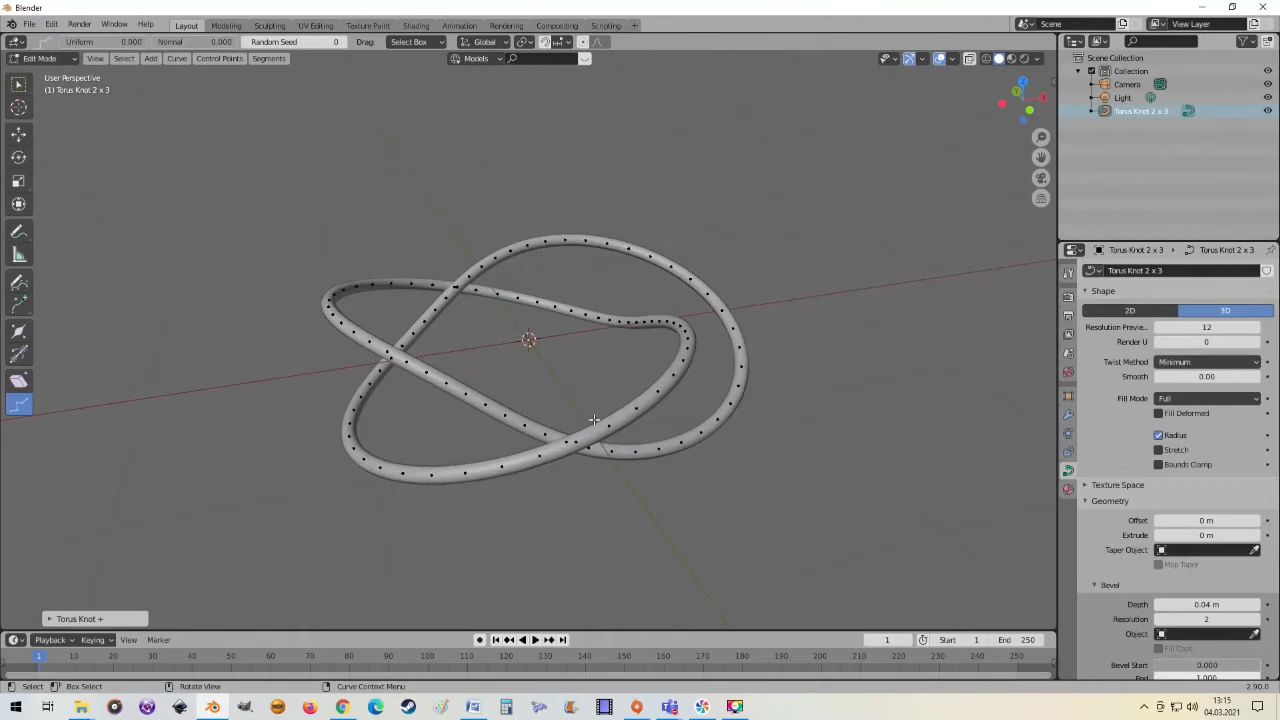 Blender
File Edit Render Window Help Layout Modeling Sculpting UV Editing Texture Paint Shading Animation Rendering Compositing Scripting + Scene View Layer
Uniform 0.000 Normal 0.000 Random Seed 0 Drag: Select Box Global
Edit Mode View Select Add Curve Control Points Segments Models
User Perspective
(1) Torus Knot 2 x 3
Scene Collection
Collection
Camera
Light
Torus Knot 2 x 3
Torus Knot 2 x 3 Torus Knot 2 x 3
Torus Knot 2 x 3
Shape
2D 3D
Resolution Previe... 12
Render U 0
Twist Method Minimum
Smooth 0.00
Fill Mode Full
Fill Deformed
Radius
Stretch
Bounds Clamp
Texture Space
Geometry
Offset 0 m
Extrude 0 m
Taper Object
Map Taper
Bevel
Depth 0.04 m
Resolution 2
Object
Fill Caps
Bevel Start 0.000
End 1.000
Torus Knot +
Playback Keying View Marker 1 Start 1 End 250
1 10 20 30 40 50 60 70 80 90 100 110 120 130 140 150 160 170 180 190 200 210 220 230 240 250
Select Box Select Rotate View Curve Context Menu 2.90.0
13:15
04.03.2021